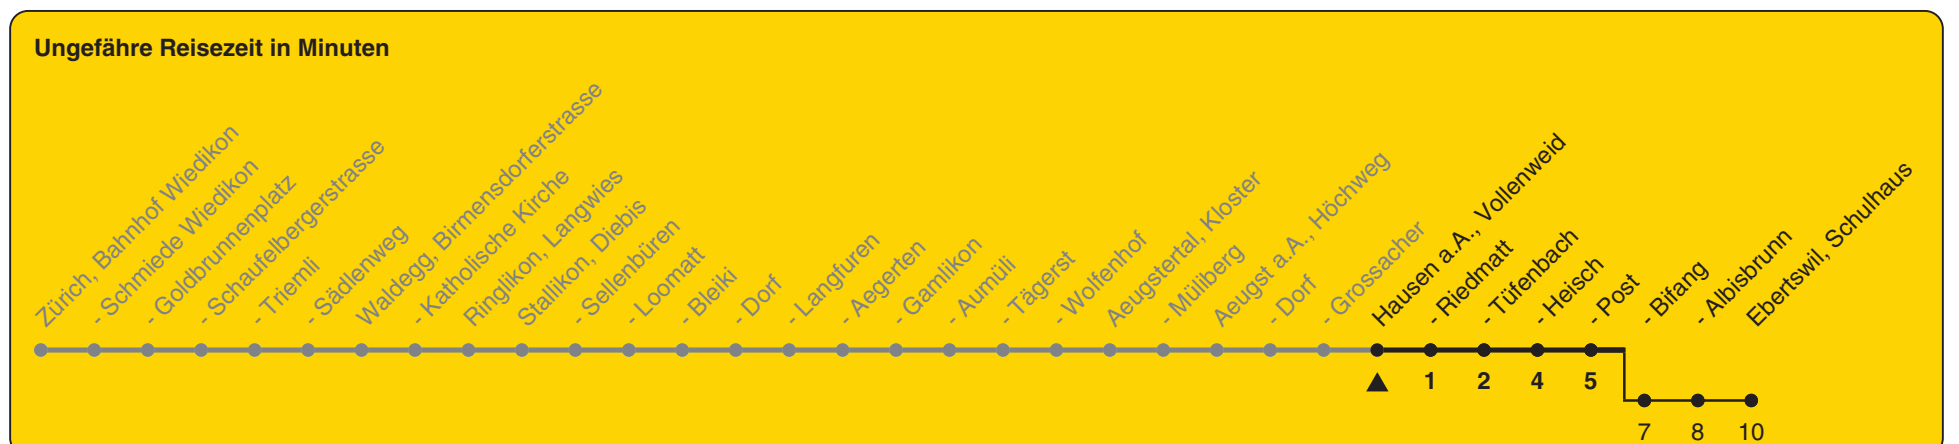 Ungefähre Reisezeit in Minuten
Zürich, Bahnhof Wiedikon
- Schmiede Wiedikon
- Goldbrunnenplatz
- Schaufelbergerstrasse
- Triemli
- Sädlenweg
Waldegg, Birmensdorferstrasse
- Katholische Kirche
Ringlikon, Langwies
Stallikon, Diebis
- Sellenbüren
- Loomatt
- Bleiki
- Dorf
- Langfuren
- Aegerten
- Gamlikon
- Aumüli
- Tägerst
- Wolfenhof
Aeugstertal, Kloster
- Müliberg
Aeugst a.A., Höchweg
- Dorf
- Grossacher
Hausen a.A., Vollenweid
- Riedmatt
- Tüfenbach
- Heisch
- Post
- Bifang
- Albisbrunn
Ebertswil, Schulhaus
1 2 4 5
7 8 10